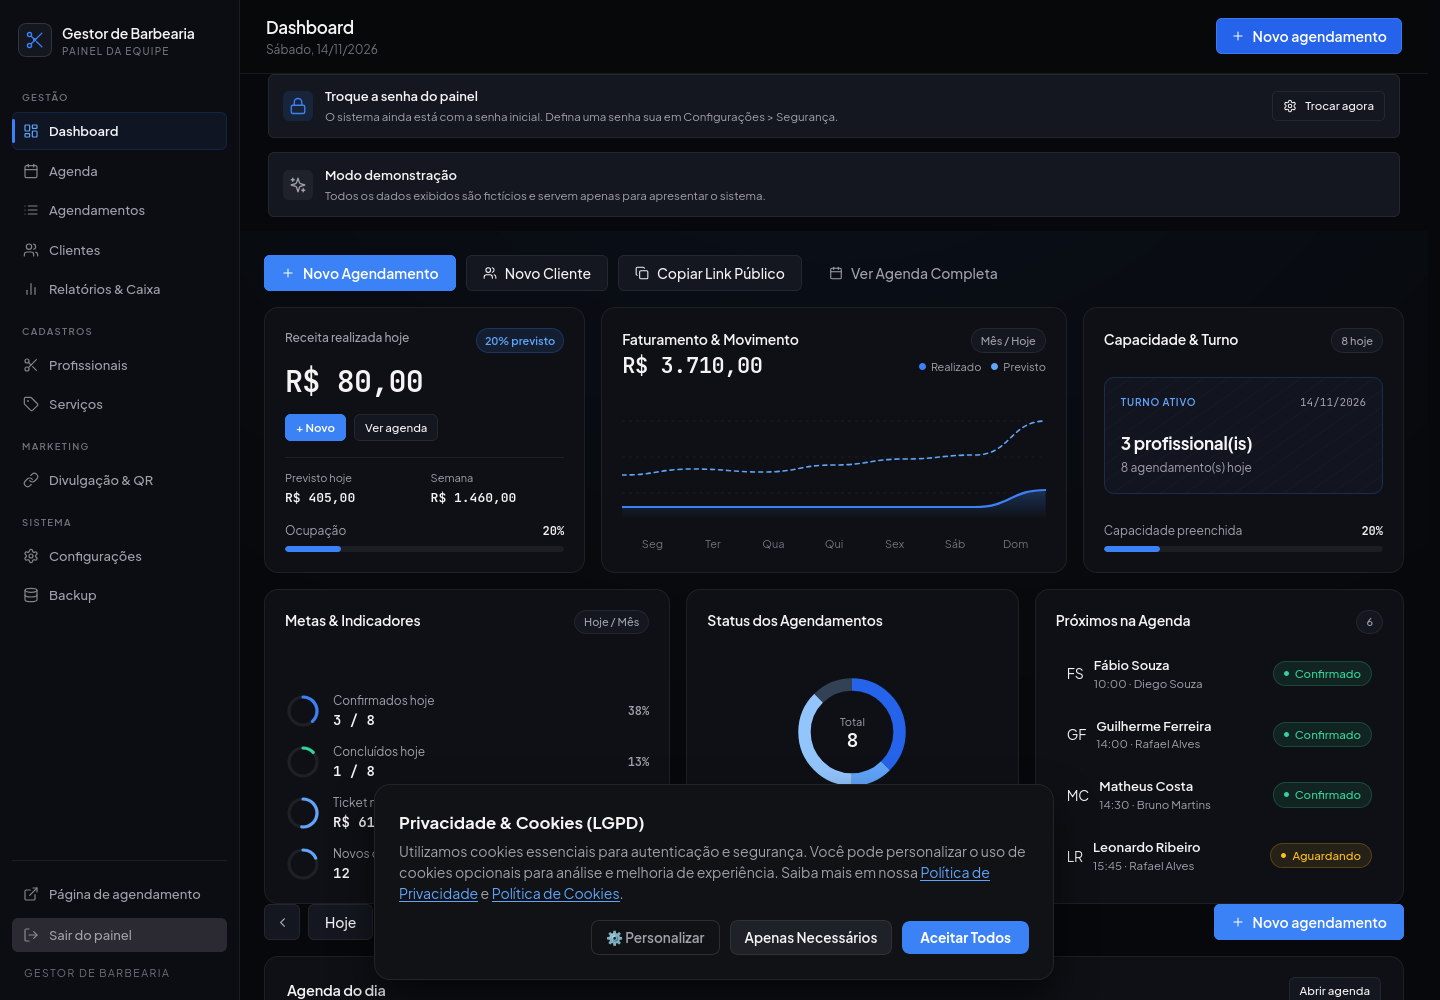 Gestor de Barbearia
PAINEL DA EQUIPE
GESTÃO
Dashboard
Agenda
Agendamentos
Clientes
Relatórios & Caixa
CADASTROS
Profissionais
Serviços
MARKETING
Divulgação & QR
SISTEMA
Configurações
Backup
Página de agendamento
Sair do painel
GESTOR DE BARBEARIA
Dashboard
Sábado, 14/11/2026
+ Novo agendamento
Troque a senha do painel
O sistema ainda está com a senha inicial. Defina uma senha sua em Configurações > Segurança.
Trocar agora
Modo demonstração
Todos os dados exibidos são fictícios e servem apenas para apresentar o sistema.
+ Novo Agendamento
Novo Cliente
Copiar Link Público
Ver Agenda Completa
Receita realizada hoje
20% previsto
R$ 80,00
+ Novo
Ver agenda
Previsto hoje
R$ 405,00
Semana
R$ 1.460,00
Ocupação
20%
Faturamento & Movimento
Mês / Hoje
R$ 3.710,00
Realizado
Previsto
Seg Ter Qua Qui Sex Sáb Dom
Capacidade & Turno
8 hoje
TURNO ATIVO
14/11/2026
3 profissional(is)
8 agendamento(s) hoje
Capacidade preenchida
20%
Metas & Indicadores
Hoje / Mês
Confirmados hoje
3 / 8
38%
Concluídos hoje
1 / 8
13%
Ticket
R$ 61
Novos
12
Status dos Agendamentos
Total
8
Próximos na Agenda
6
FS
Fábio Souza
10:00 · Diego Souza
Confirmado
GF
Guilherme Ferreira
14:00 · Rafael Alves
Confirmado
MC
Matheus Costa
14:30 · Bruno Martins
Confirmado
LR
Leonardo Ribeiro
15:45 · Rafael Alves
Aguardando
Hoje
+ Novo agendamento
Agenda do dia
Abrir agenda
Privacidade & Cookies (LGPD)
Utilizamos cookies essenciais para autenticação e segurança. Você pode personalizar o uso de
cookies opcionais para análise e melhoria de experiência. Saiba mais em nossa Política de
Privacidade e Política de Cookies.
⚙️ Personalizar
Apenas Necessários
Aceitar Todos